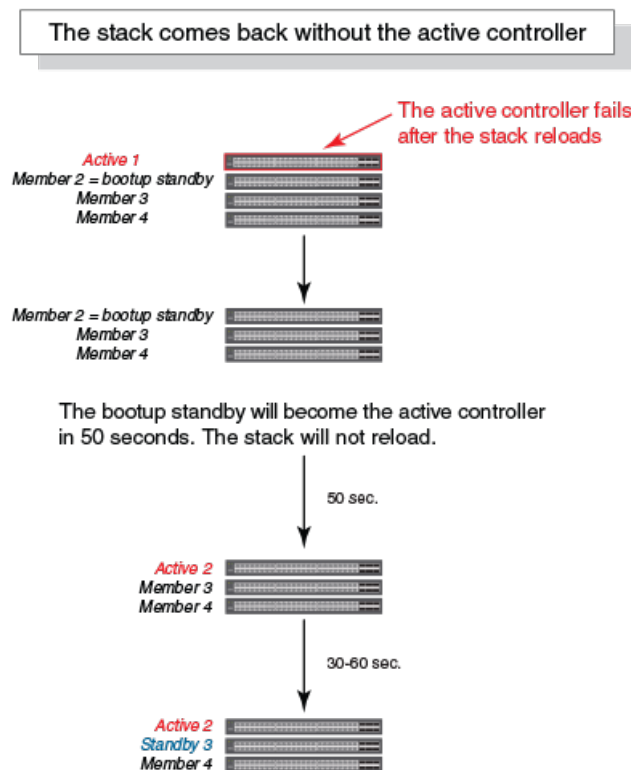 The stack comes back without the active controller
The active controller fails
after the stack reloads
Active 1
Member 2 = bootup standby
Member 3
Member 4
Member 2 = bootup standby
Member 3
Member 4
The bootup standby will become the active controller
in 50 seconds. The stack will not reload.
50 sec.
Active 2
Member 3
Member 4
30-60 sec.
Active 2
Standby 3
Member 4